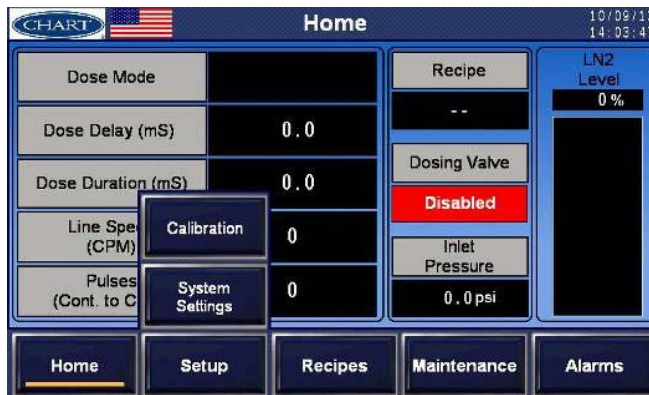 CHART
Home
10/09/1
14:03:4
Dose Mode
Recipe
LN2
Level
0 %
--
Dose Delay (mS)
0.0
Dosing Valve
Dose Duration (mS)
0.0
Disabled
Calibration
Line Spe
(CPM)
0
Inlet
Pressure
System
Settings
Pulses
(Cont. to C
0
0.0psi
Home
Setup
Recipes
Maintenance
Alarms